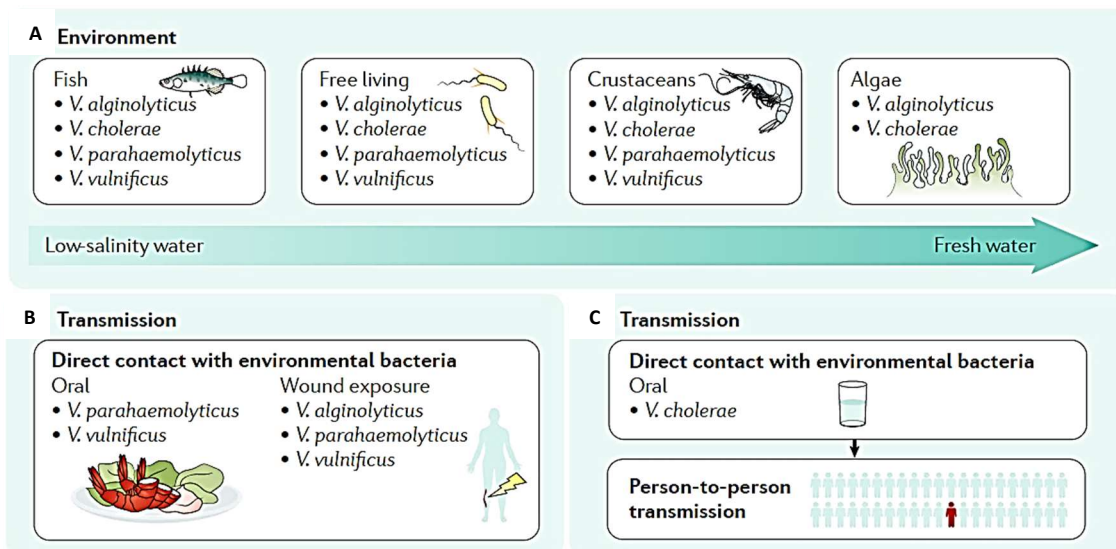 A
Environment
Fish
• V. alginolyticus
• V. cholerae
• V. parahaemolyticus
• V. vulnificus
Free living
• V. alginolyticus
• V. cholerae
• V. parahaemolyticus
• V. vulnificus
Crustaceans
• V. alginolyticus
• V. cholerae
• V. parahaemolyticus
• V. vulnificus
Algae
• V. alginolyticus
• V. cholerae
Low-salinity water
Fresh water
B
Transmission
Direct contact with environmental bacteria
Oral
• V. parahaemolyticus
• V. vulnificus
Wound exposure
• V. alginolyticus
• V. parahaemolyticus
• V. vulnificus
C
Transmission
Direct contact with environmental bacteria
Oral
• V. cholerae
Person-to-person
transmission